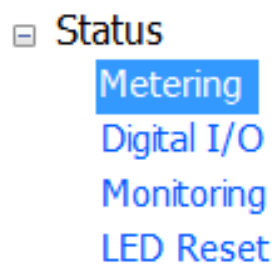 Status
Metering
Digital I/O
Monitoring
LED Reset